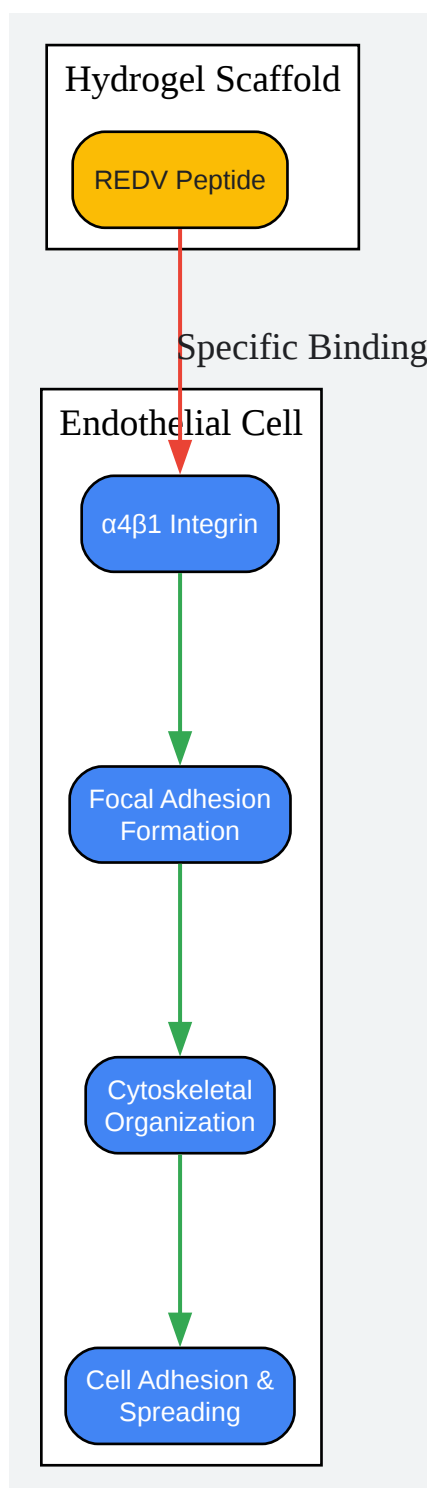 Hydrogel Scaffold
REDV Peptide
Specific Binding
Endothelial Cell
α4β1 Integrin
Focal Adhesion
Formation
Cytoskeletal
Organization
Cell Adhesion &
Spreading